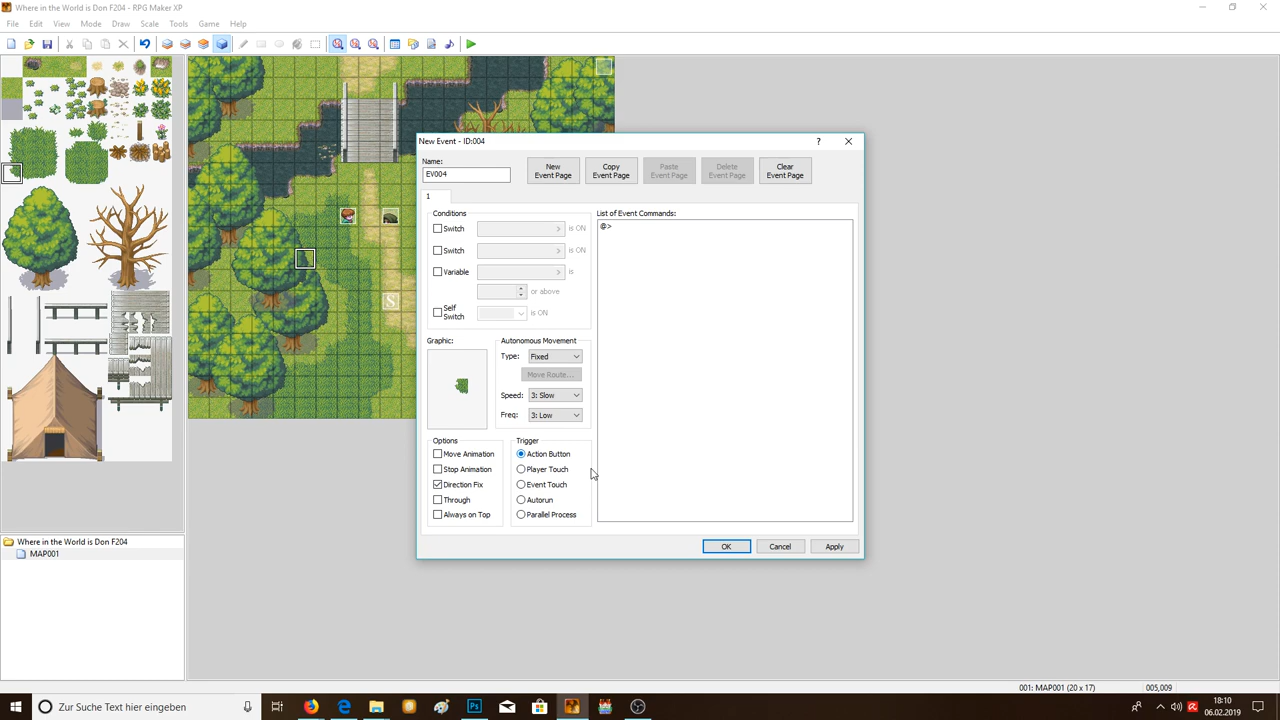 Where in the World is Don F204 - RPG Maker XP
File Edit View Mode Draw Scale Tools Game Help
New Event - ID:004
?
Name:
EV004
New Event Page
Copy Event Page
Paste Event Page
Delete Event Page
Clear Event Page
1
Conditions
Switch is ON
Switch is ON
Variable is
or above
Self Switch is ON
List of Event Commands:
@>
Graphic:
Autonomous Movement
Type: Fixed
Move Route...
Speed: 3: Slow
Freq: 3: Low
Options
Move Animation
Stop Animation
Direction Fix
Through
Always on Top
Trigger
Action Button
Player Touch
Event Touch
Autorun
Parallel Process
OK Cancel Apply
S
Where in the World is Don F204
MAP001
001: MAP001 (20 x 17) 005,009
Zur Suche Text hier eingeben
Ps
18:10
06.02.2019